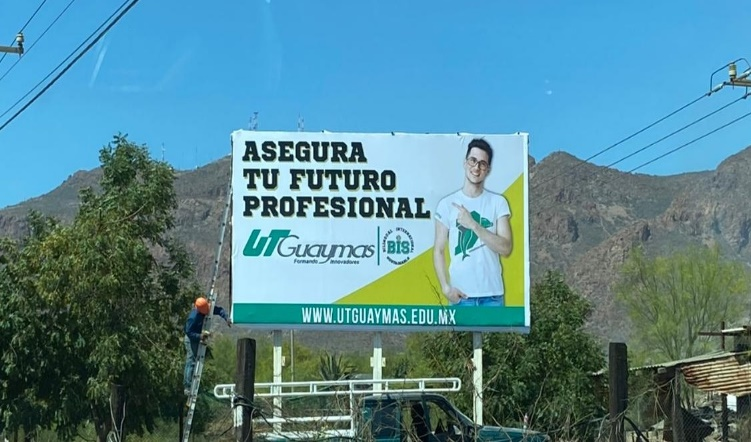 ASEGURA
TU FUTURO
PROFESIONAL
UTGuaymas
Formando Innovadores
BIS
WWW.UTGUAYMAS.EDU.MX